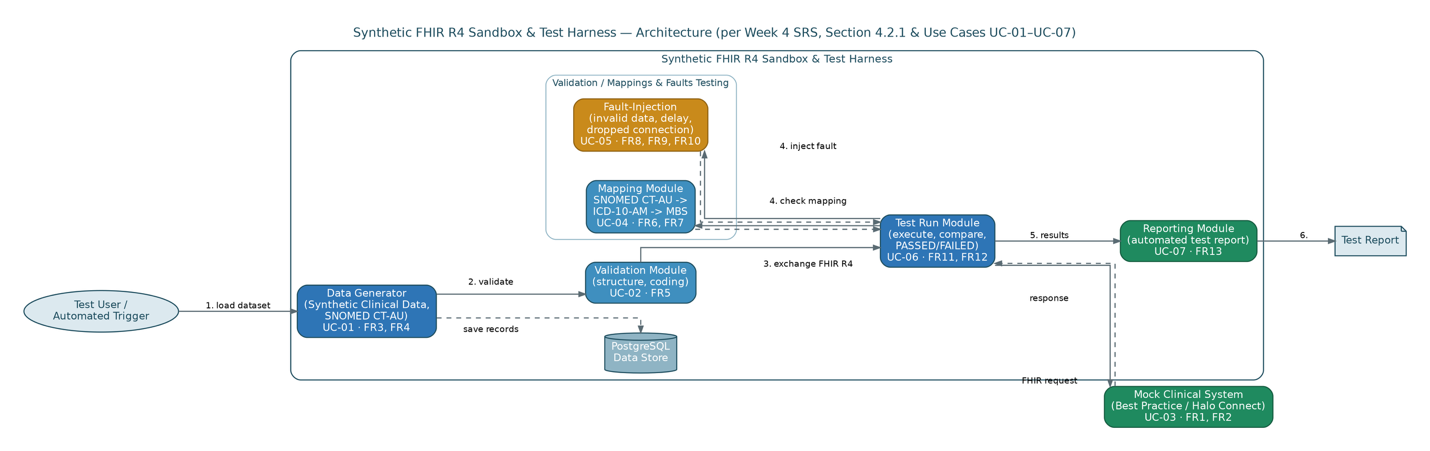 Synthetic FHIR R4 Sandbox & Test Harness — Architecture (per Week 4 SRS, Section 4.2.1 & Use Cases UC-01–UC-07)
Synthetic FHIR R4 Sandbox & Test Harness
Validation / Mappings & Faults Testing
Fault-Injection
(invalid data, delay,
dropped connection)
UC-05 · FR8, FR9, FR10
4. inject fault
Mapping Module
SNOMED CT-AU ->
ICD-10-AM -> MBS
UC-04 · FR6, FR7
4. check mapping
Test Run Module
(execute, compare,
PASSED/FAILED)
UC-06 · FR11, FR12
5. results
Reporting Module
(automated test report)
UC-07 · FR13
6.
Test Report
3. exchange FHIR R4
Validation Module
(structure, coding)
UC-02 · FR5
2. validate
Test User /
Automated Trigger
1. load dataset
Data Generator
(Synthetic Clinical Data,
SNOMED CT-AU)
UC-01 · FR3, FR4
save records
PostgreSQL
Data Store
response
FHIR request
Mock Clinical System
(Best Practice / Halo Connect)
UC-03 · FR1, FR2